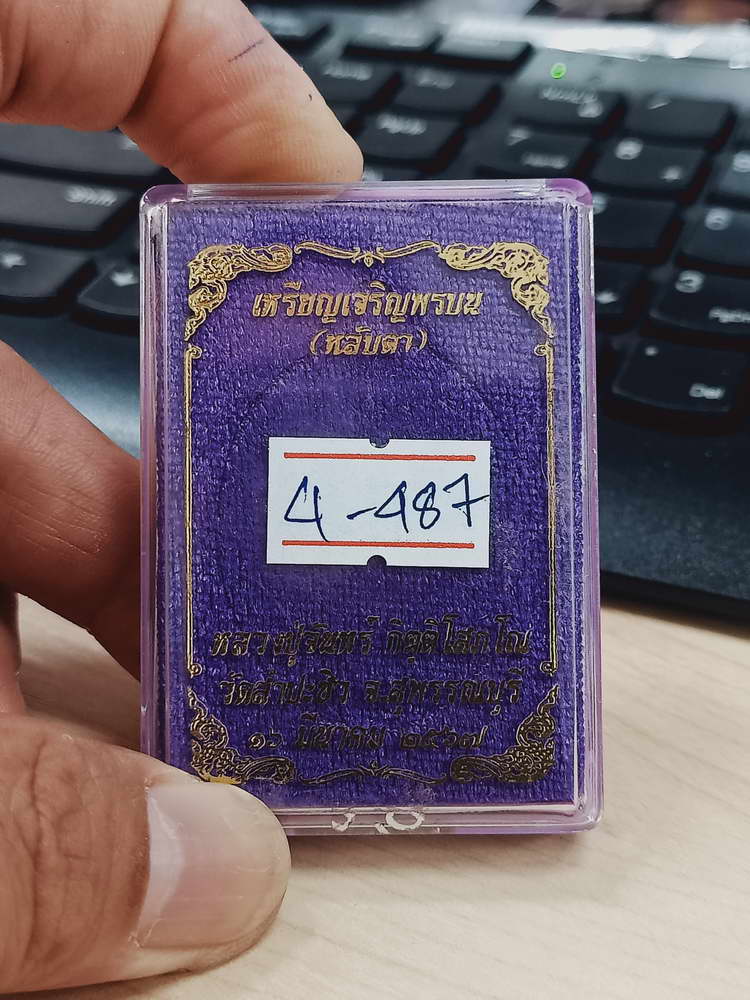 เหรียญเจริญพรบน
(หลับตา)
4-487
หลวงปู่จันทร์ กิตฺติโสภโณ
วัดสำปะซิว จ.สุพรรณบุรี
๑๖ มีนาคม ๒๕๖๗
Del